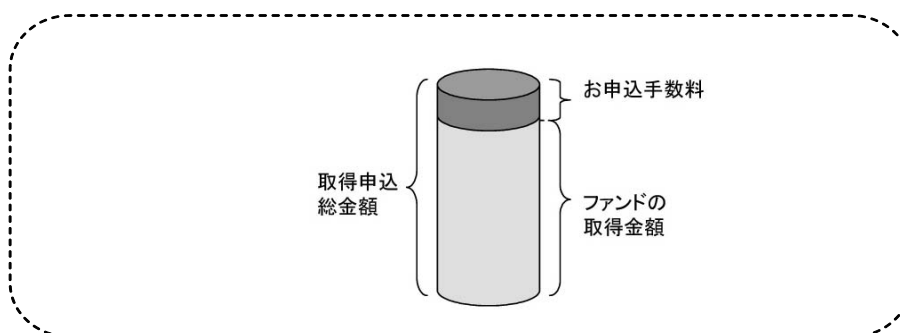 お申込手数料
取得申込
総金額
ファンドの
取得金額